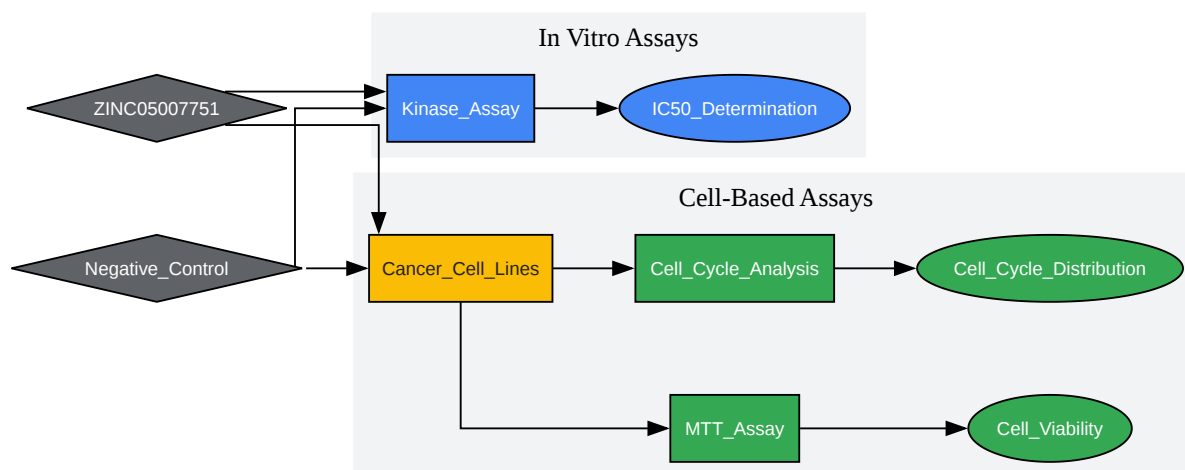 In Vitro Assays
ZINC05007751
Kinase_Assay
IC50_Determination
Cell-Based Assays
Negative_Control
Cancer_Cell_Lines
Cell_Cycle_Analysis
Cell_Cycle_Distribution
MTT_Assay
Cell_Viability